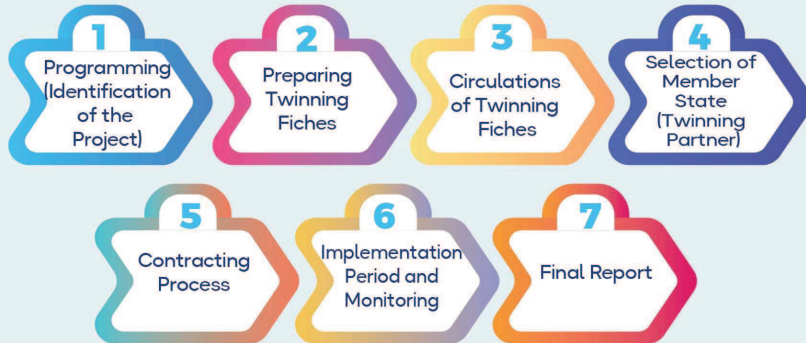 1
Programming
(Identification
of the
Project)
2
Preparing
Twinning
Fiches
3
Circulations
of Twinning
Fiches
4
Selection of
Member
State
(Twinning
Partner)
5
Contracting
Process
6
Implementation
Period and
Monitoring
7
Final Report